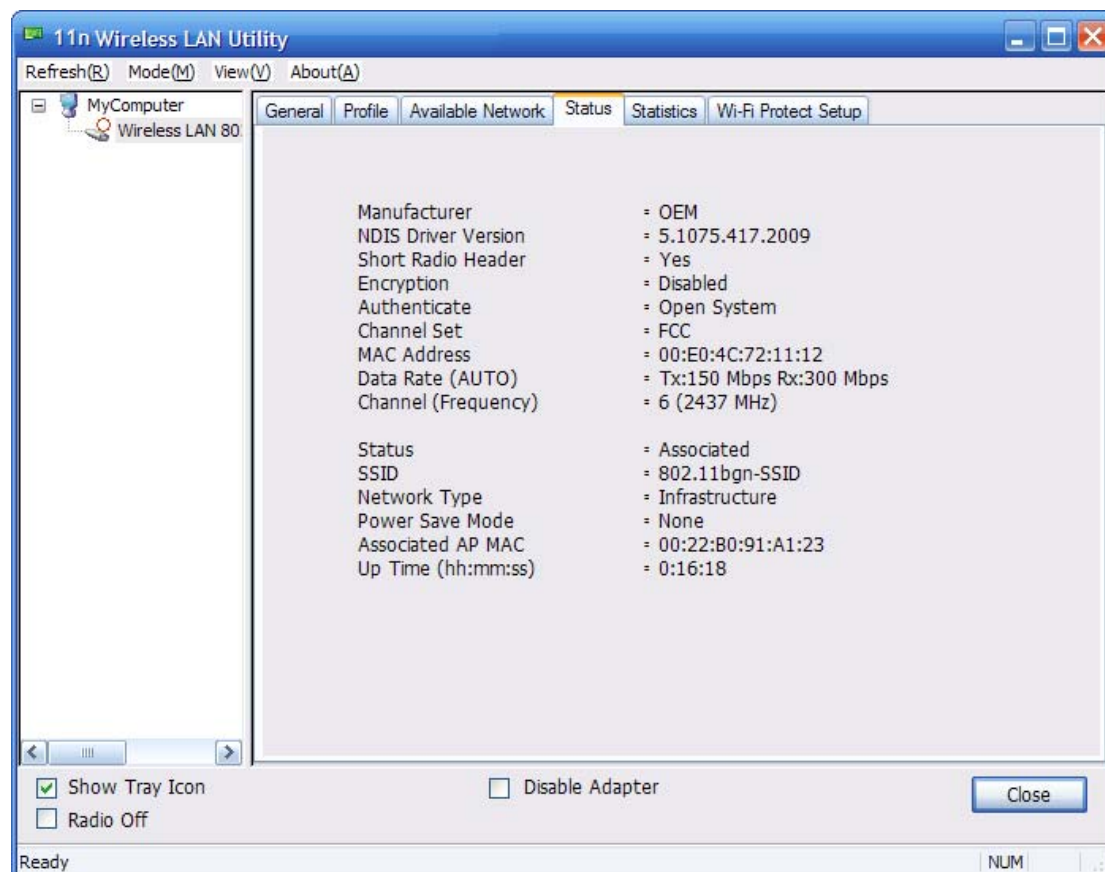 11n Wireless LAN Utility
Refresh(R) Mode(M) View(V) About(A)
MyComputer
Wireless LAN 80
General Profile Available Network Status Statistics Wi-Fi Protect Setup
Manufacturer = OEM
NDIS Driver Version = 5.1075.417.2009
Short Radio Header = Yes
Encryption = Disabled
Authenticate = Open System
Channel Set = FCC
MAC Address = 00:E0:4C:72:11:12
Data Rate (AUTO) = Tx:150 Mbps Rx:300 Mbps
Channel (Frequency) = 6 (2437 MHz)
Status = Associated
SSID = 802.11bgn-SSID
Network Type = Infrastructure
Power Save Mode = None
Associated AP MAC = 00:22:B0:91:A1:23
Up Time (hh:mm:ss) = 0:16:18
Show Tray Icon Disable Adapter Close
Radio Off
Ready NUM